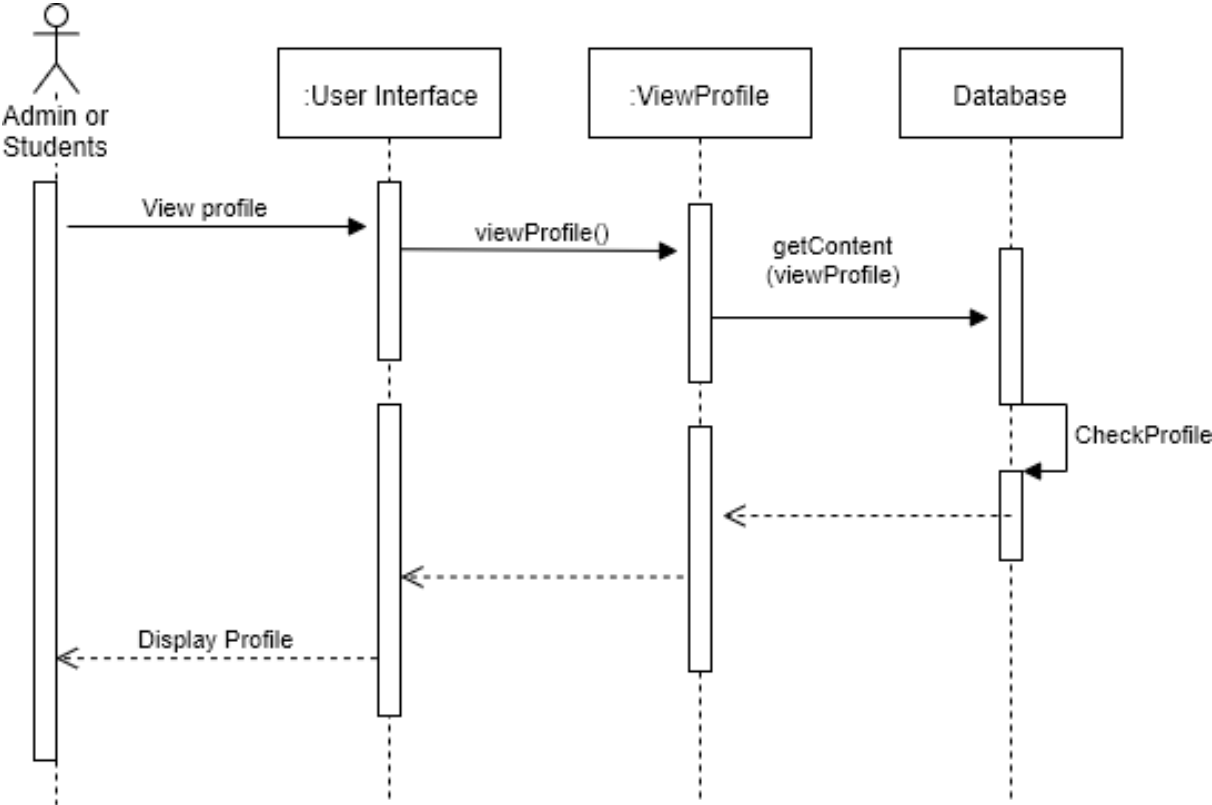 Admin or
Students
:User Interface
:ViewProfile
Database
View profile
viewProfile()
getContent
(viewProfile)
CheckProfile
Display Profile